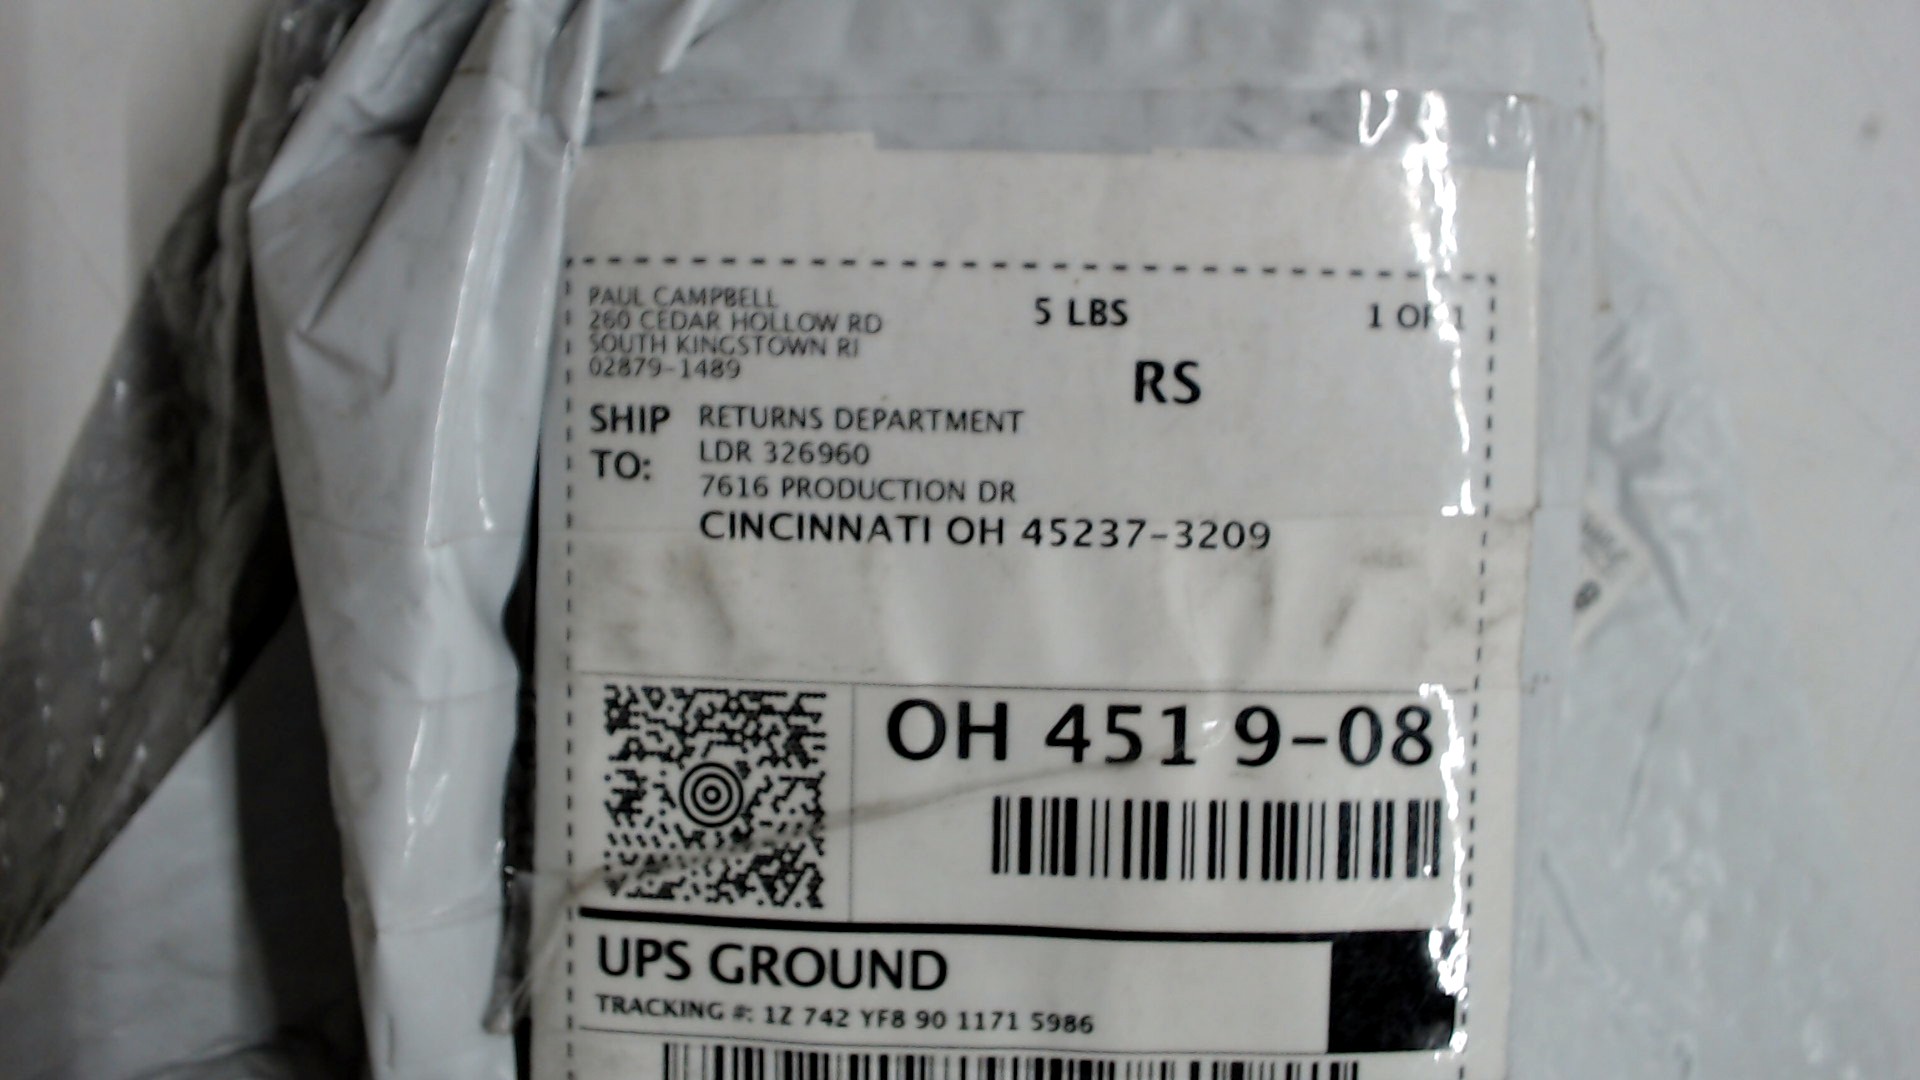 PAUL CAMPBELL
260 CEDAR HOLLOW RD
SOUTH KINGSTOWN RI
02879-1489
5 LBS
1 OF 1
RS
SHIP TO:
RETURNS DEPARTMENT
LDR 326960
7616 PRODUCTION DR
CINCINNATI OH 45237-3209
OH 451 9-08
UPS GROUND
TRACKING #: 1Z 742 YF8 90 1171 5986